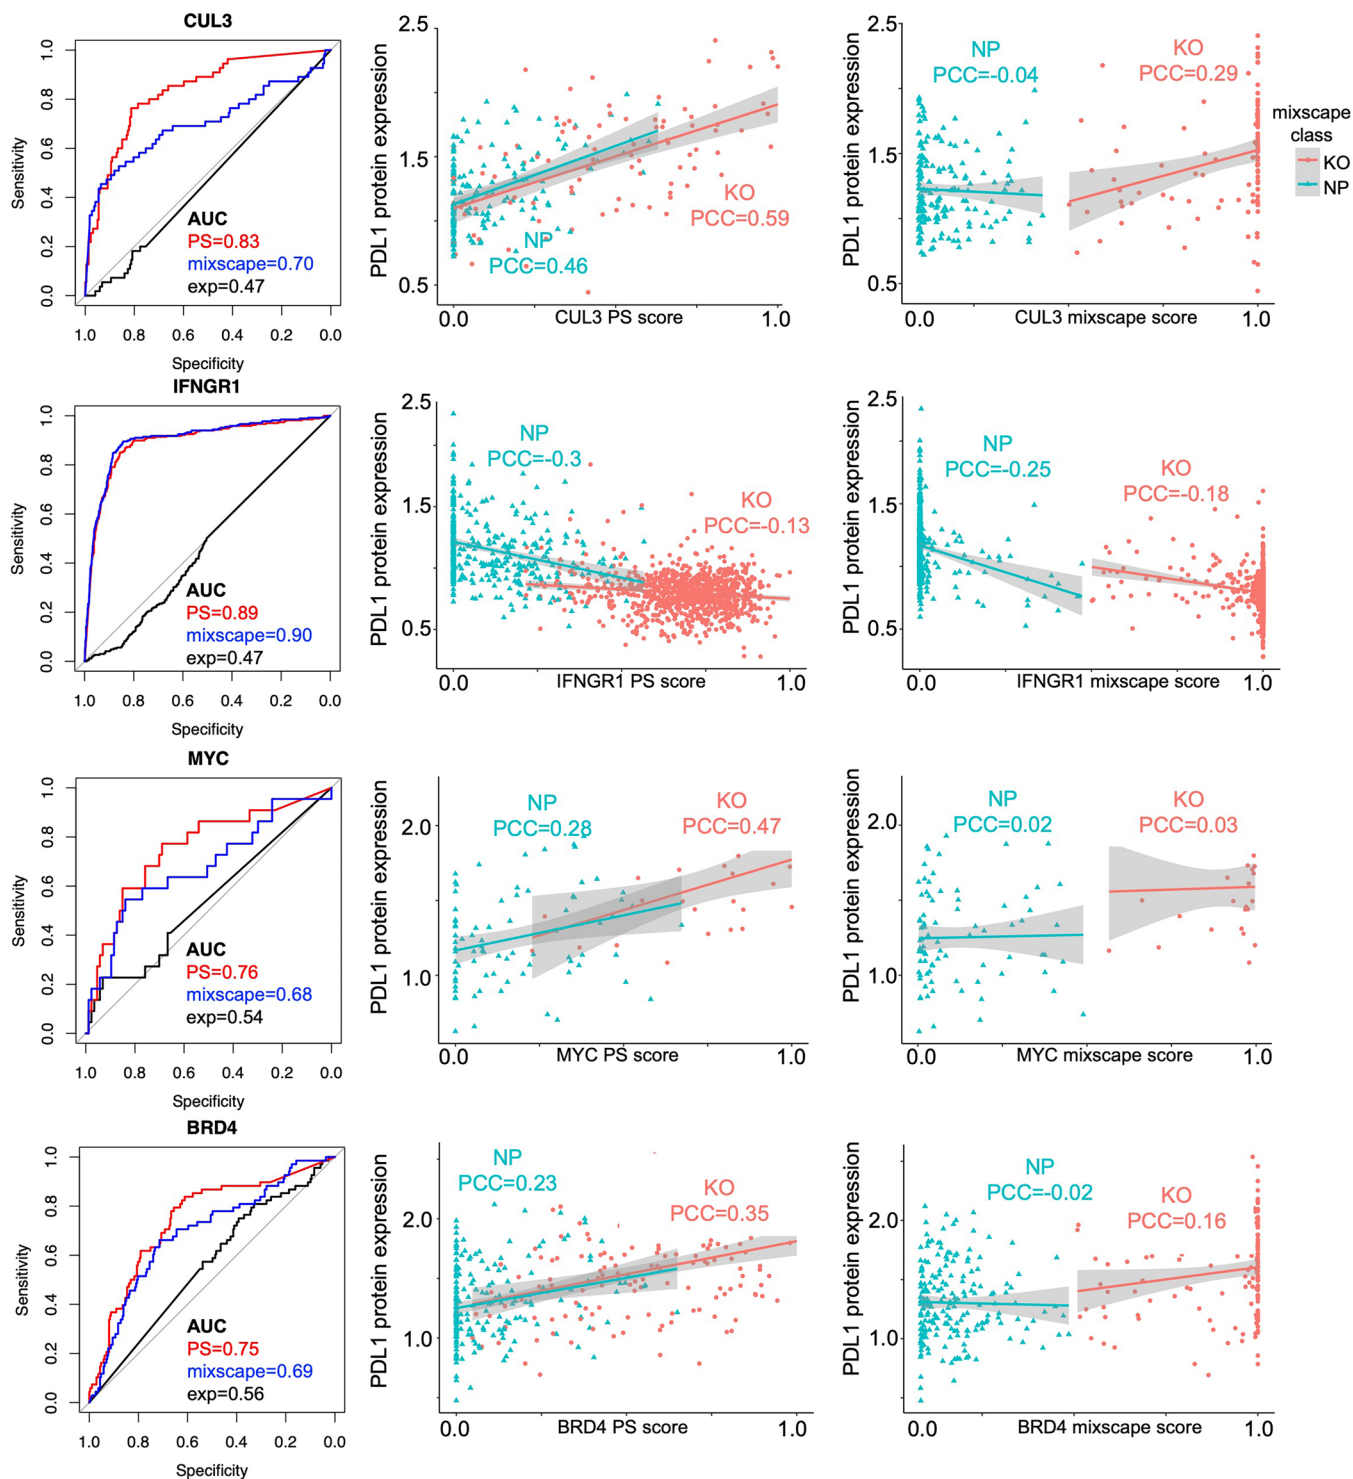 CUL3
Sensitivity
1.0
0.8
0.6
0.4
0.2
0.0
AUC
PS=0.83
mixscape=0.70
exp=0.47
1.0 0.8 0.6 0.4 0.2 0.0
Specificity
PDL1 protein expression
2.5
1.5
0.5
NP
PCC=0.46
KO
PCC=0.59
0.0 1.0
CUL3 PS score
PDL1 protein expression
2.5
1.5
0.5
NP
PCC=-0.04
KO
PCC=0.29
0.0 1.0
CUL3 mixscape score
mixscape
class
KO
NP
IFNGR1
Sensitivity
1.0
0.8
0.6
0.4
0.2
0.0
AUC
PS=0.89
mixscape=0.90
exp=0.47
1.0 0.8 0.6 0.4 0.2 0.0
Specificity
PDL1 protein expression
2.5
1.5
0.5
NP
PCC=-0.3
KO
PCC=-0.13
0.0 1.0
IFNGR1 PS score
PDL1 protein expression
2.5
1.5
0.5
NP
PCC=-0.25
KO
PCC=-0.18
0.0 1.0
IFNGR1 mixscape score
MYC
Sensitivity
1.0
0.8
0.6
0.4
0.2
0.0
AUC
PS=0.76
mixscape=0.68
exp=0.54
1.0 0.8 0.6 0.4 0.2 0.0
Specificity
PDL1 protein expression
2.0
1.0
NP
PCC=0.28
KO
PCC=0.47
0.0 1.0
MYC PS score
PDL1 protein expression
2.0
1.0
NP
PCC=0.02
KO
PCC=0.03
0.0 1.0
MYC mixscape score
BRD4
Sensitivity
1.0
0.8
0.6
0.4
0.2
0.0
AUC
PS=0.75
mixscape=0.69
exp=0.56
1.0 0.8 0.6 0.4 0.2 0.0
Specificity
PDL1 protein expression
2.0
1.0
NP
PCC=0.23
KO
PCC=0.35
0.0 1.0
BRD4 PS score
PDL1 protein expression
2.0
1.0
NP
PCC=-0.02
KO
PCC=0.16
0.0 1.0
BRD4 mixscape score